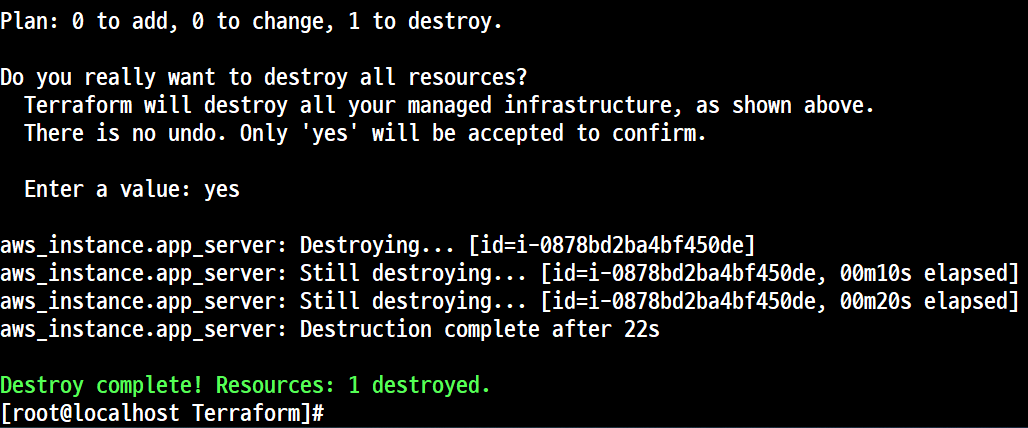 Plan: 0 to add, 0 to change, 1 to destroy.
Do you really want to destroy all resources?
Terraform will destroy all your managed infrastructure, as shown above.
There is no undo. Only 'yes' will be accepted to confirm.
Enter a value: yes
aws_instance.app_server: Destroying... [id=i-0878bd2ba4bf450de]
aws_instance.app_server: Still destroying... [id=i-0878bd2ba4bf450de, 00m10s elapsed]
aws_instance.app_server: Still destroying... [id=i-0878bd2ba4bf450de, 00m20s elapsed]
aws_instance.app_server: Destruction complete after 22s
Destroy complete! Resources: 1 destroyed.
[root@localhost Terraform]#